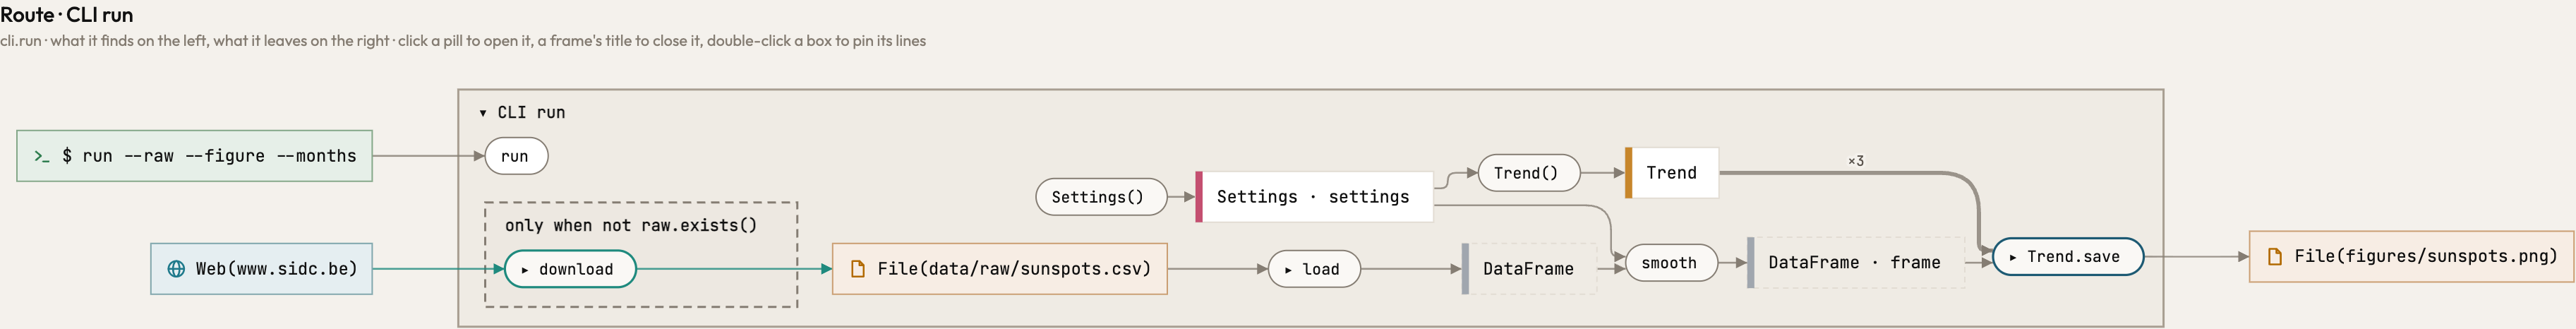 Route · CLI run
cli.run · what it finds on the left, what it leaves on the right · click a pill to open it, a frame's title to close it, double-click a box to pin its lines
▾ CLI run
>_ $ run --raw --figure --months
run
×3
Trend()
Trend
Settings()
Settings · settings
only when not raw.exists()
Web(www.sidc.be)
▸ download
File(data/raw/sunspots.csv)
▸ load
DataFrame
smooth
DataFrame · frame
▸ Trend.save
File(figures/sunspots.png)